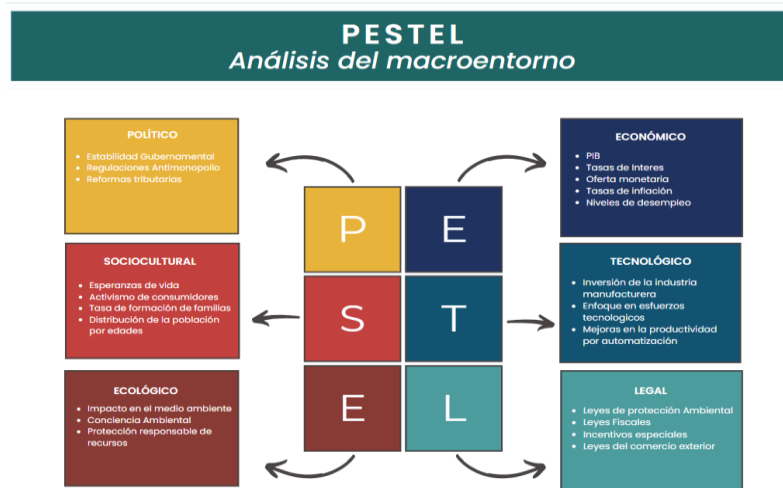 PESTEL
Análisis del macroentorno
POLÍTICO
• Estabilidad Gubernamental
• Regulaciones Antimonopolio
• Reformas tributarias
ECONÓMICO
• PIB
• Tasas de Interes
• Oferta monetaria
• Tasas de inflación
• Niveles de desempleo
P
E
SOCIOCULTURAL
• Esperanzas de vida
• Activismo de consumidores
• Tasa de formación de familias
• Distribución de la población
por edades
S
T
TECNOLÓGICO
• Inversión de la industria
manufacturera
• Enfoque en esfuerzos
tecnologicos
• Mejoras en la productividad
por automatización
ECOLÓGICO
• Impacto en el medio ambiente
• Conciencia Ambiental
• Protección responsable de
recursos
E
L
LEGAL
• Leyes de protección Ambiental
• Leyes Fiscales
• Incentivos especiales
• Leyes del comercio exterior